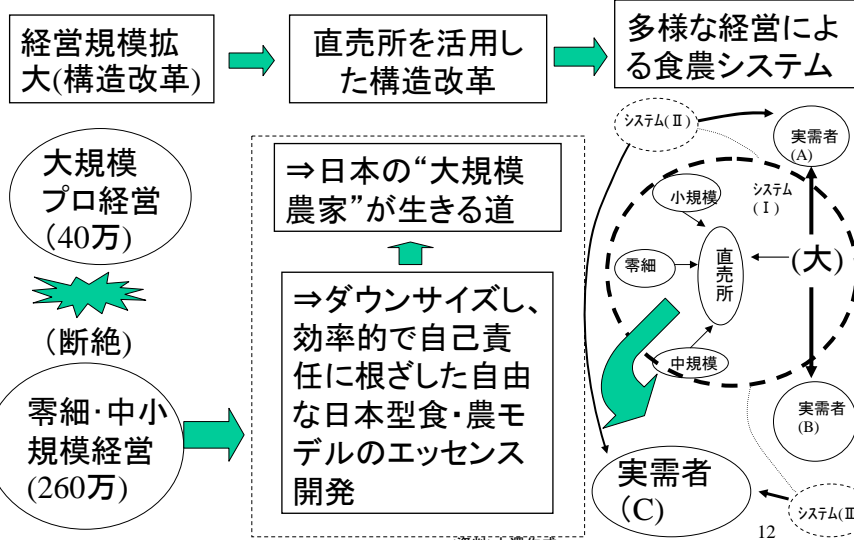 経営規模拡
大(構造改革)
直売所を活用し
た構造改革
多様な経営によ
る食農システム
大規模
プロ経営
(40万)
(断絶)
零細・中小
規模経営
(260万)
⇒日本の“大規模
農家”が生きる道
⇒ダウンサイズし、
効率的で自己責
任に根ざした自由
な日本型食・農モ
デルのエッセンス
開発
システム(Ⅱ)
実需者
(A)
システム
(Ⅰ)
小規模
零細
直売所
(大)
中規模
実需者
(B)
実需者
(C)
システム(Ⅲ
12